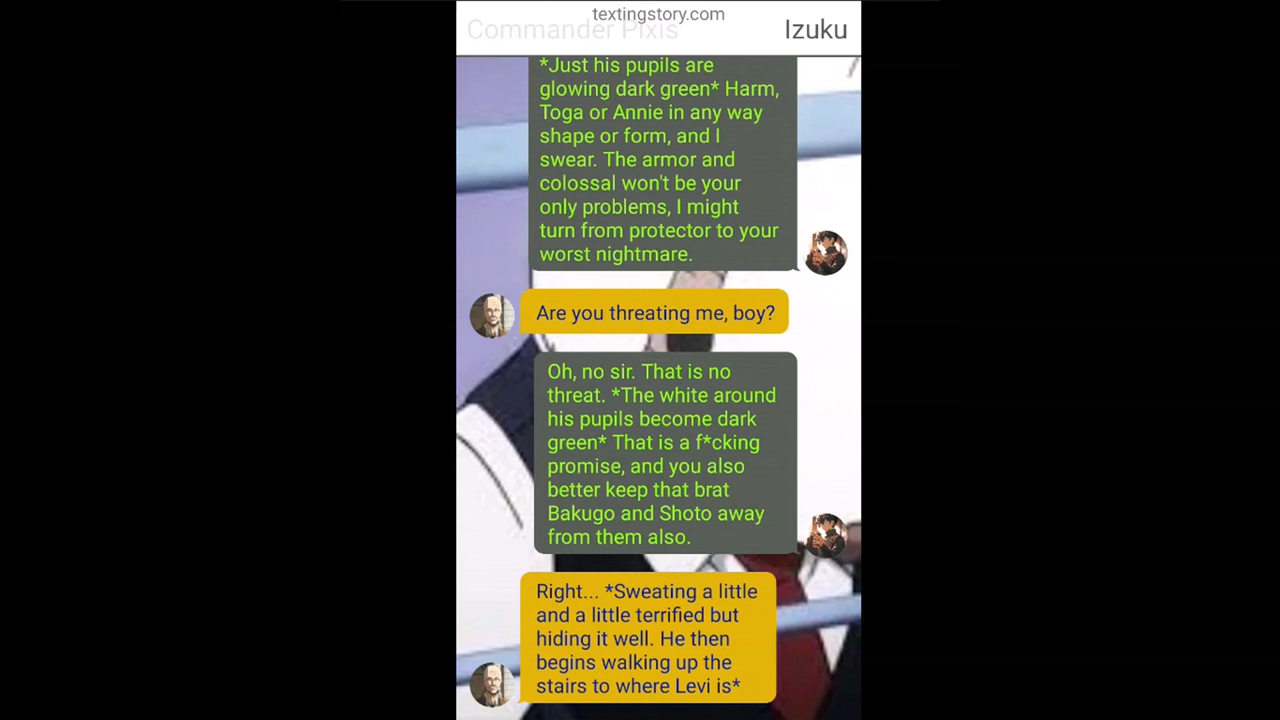 textingstory.com
Commander Pixis
Izuku
*Just his pupils are
glowing dark green* Harm,
Toga or Annie in any way
shape or form, and I
swear. The armor and
colossal won't be your
only problems, I might
turn from protector to your
worst nightmare.
Are you threating me, boy?
Oh, no sir. That is no
threat. *The white around
his pupils become dark
green* That is a f*cking
promise, and you also
better keep that brat
Bakugo and Shoto away
from them also.
Right... *Sweating a little
and a little terrified but
hiding it well. He then
begins walking up the
stairs to where Levi is*